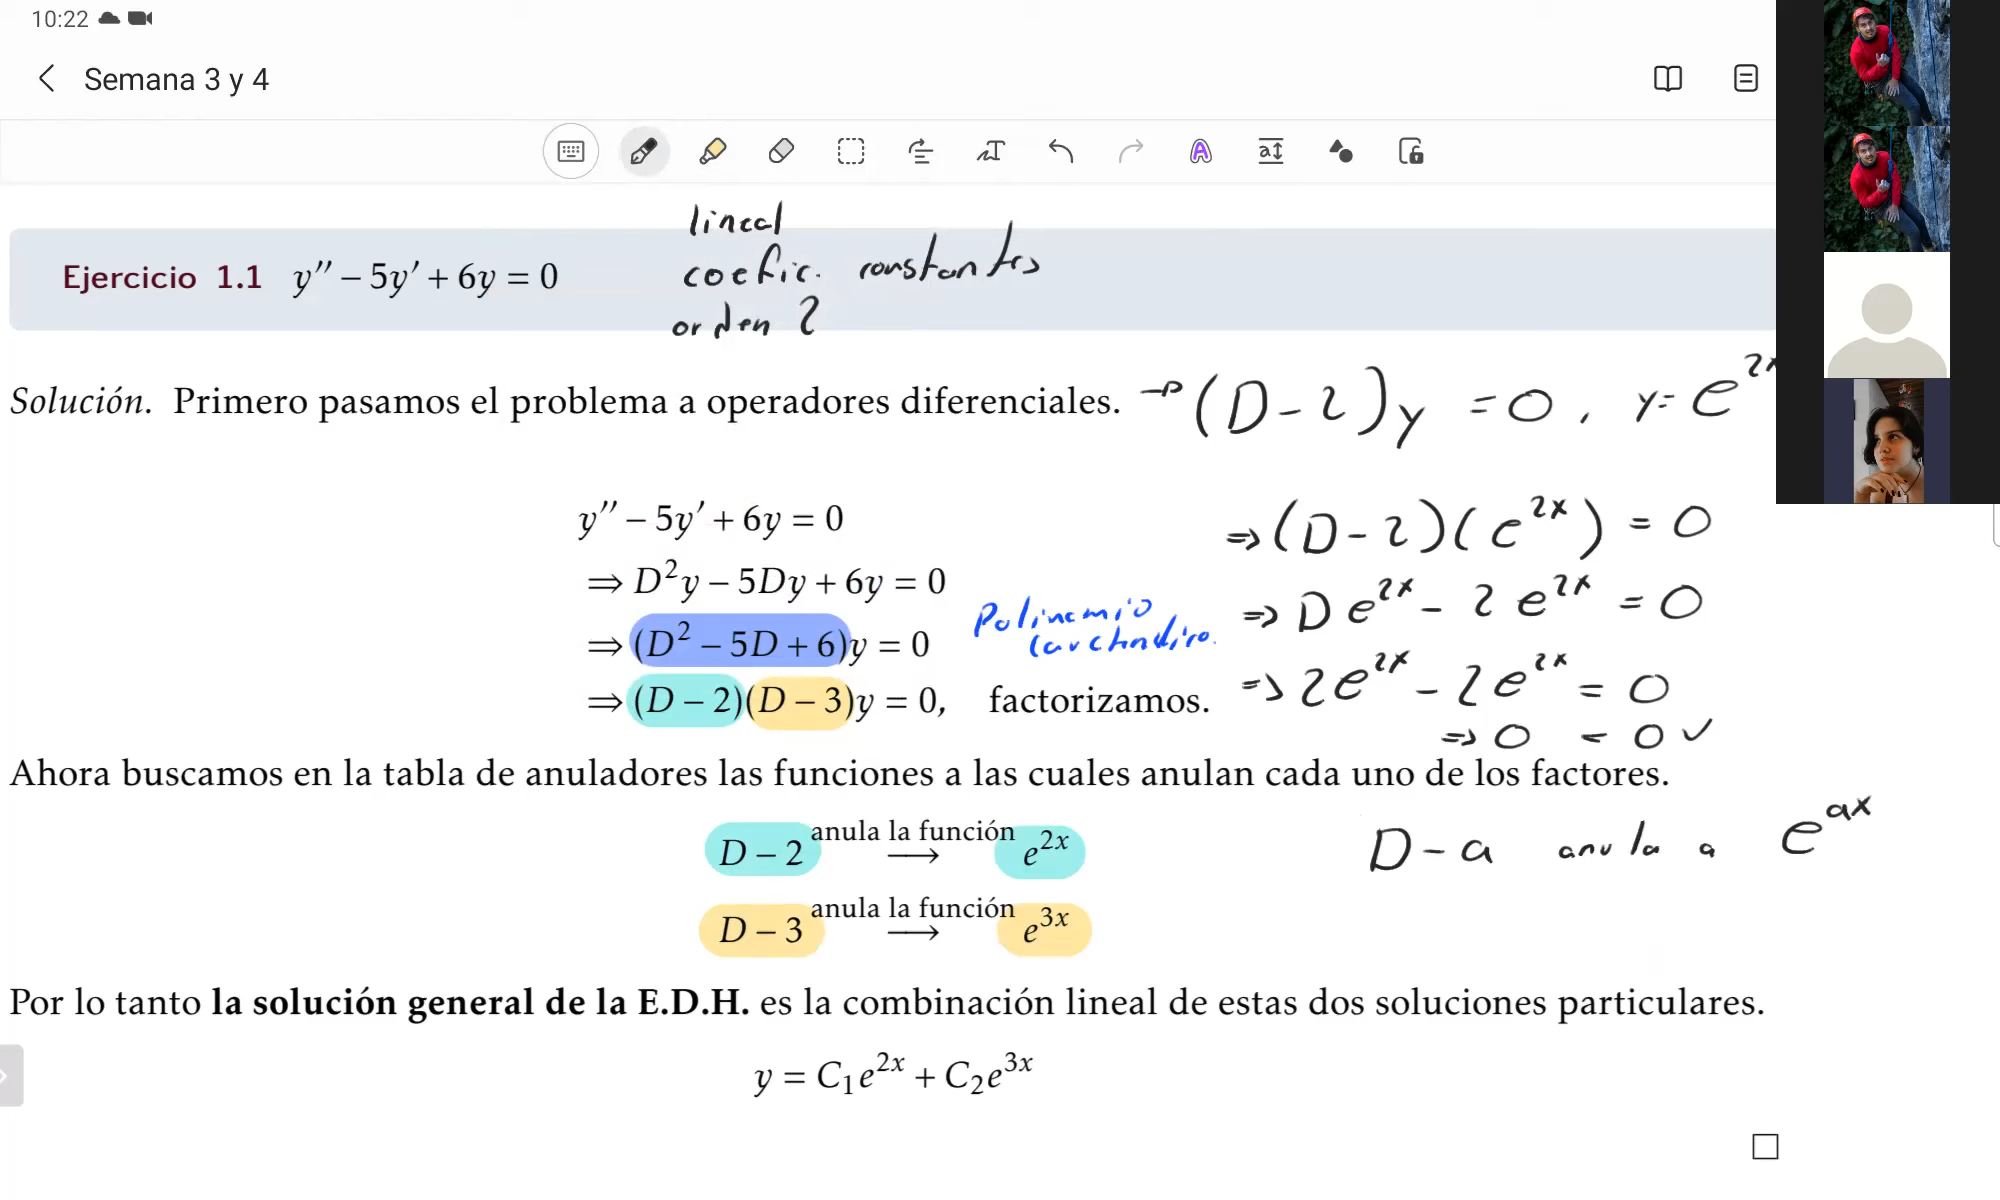 10:22
Semana 3 y 4
lineal
Ejercicio 1.1 y′′ − 5y′ + 6y = 0
coefic. constantes
orden 2
Solución. Primero pasamos el problema a operadores diferenciales.
→ (D − 2)y = 0, y = e^{2x}
y′′ − 5y′ + 6y = 0
⇒ D²y − 5Dy + 6y = 0
⇒ (D² − 5D + 6)y = 0
Polinomio
⇒ (D − 2)(D − 3)y = 0, factorizamos.
⇒ (D − 2)(e^{2x}) = 0
⇒ De^{2x} − 2e^{2x} = 0
⇒ 2e^{2x} − 2e^{2x} = 0
⇒ 0 = 0 ✓
Ahora buscamos en la tabla de anuladores las funciones a las cuales anulan cada uno de los factores.
D − 2 anula la función ⟶ e^{2x}
D − a anula a e^{ax}
D − 3 anula la función ⟶ e^{3x}
Por lo tanto la solución general de la E.D.H. es la combinación lineal de estas dos soluciones particulares.
y = C₁e^{2x} + C₂e^{3x}
□